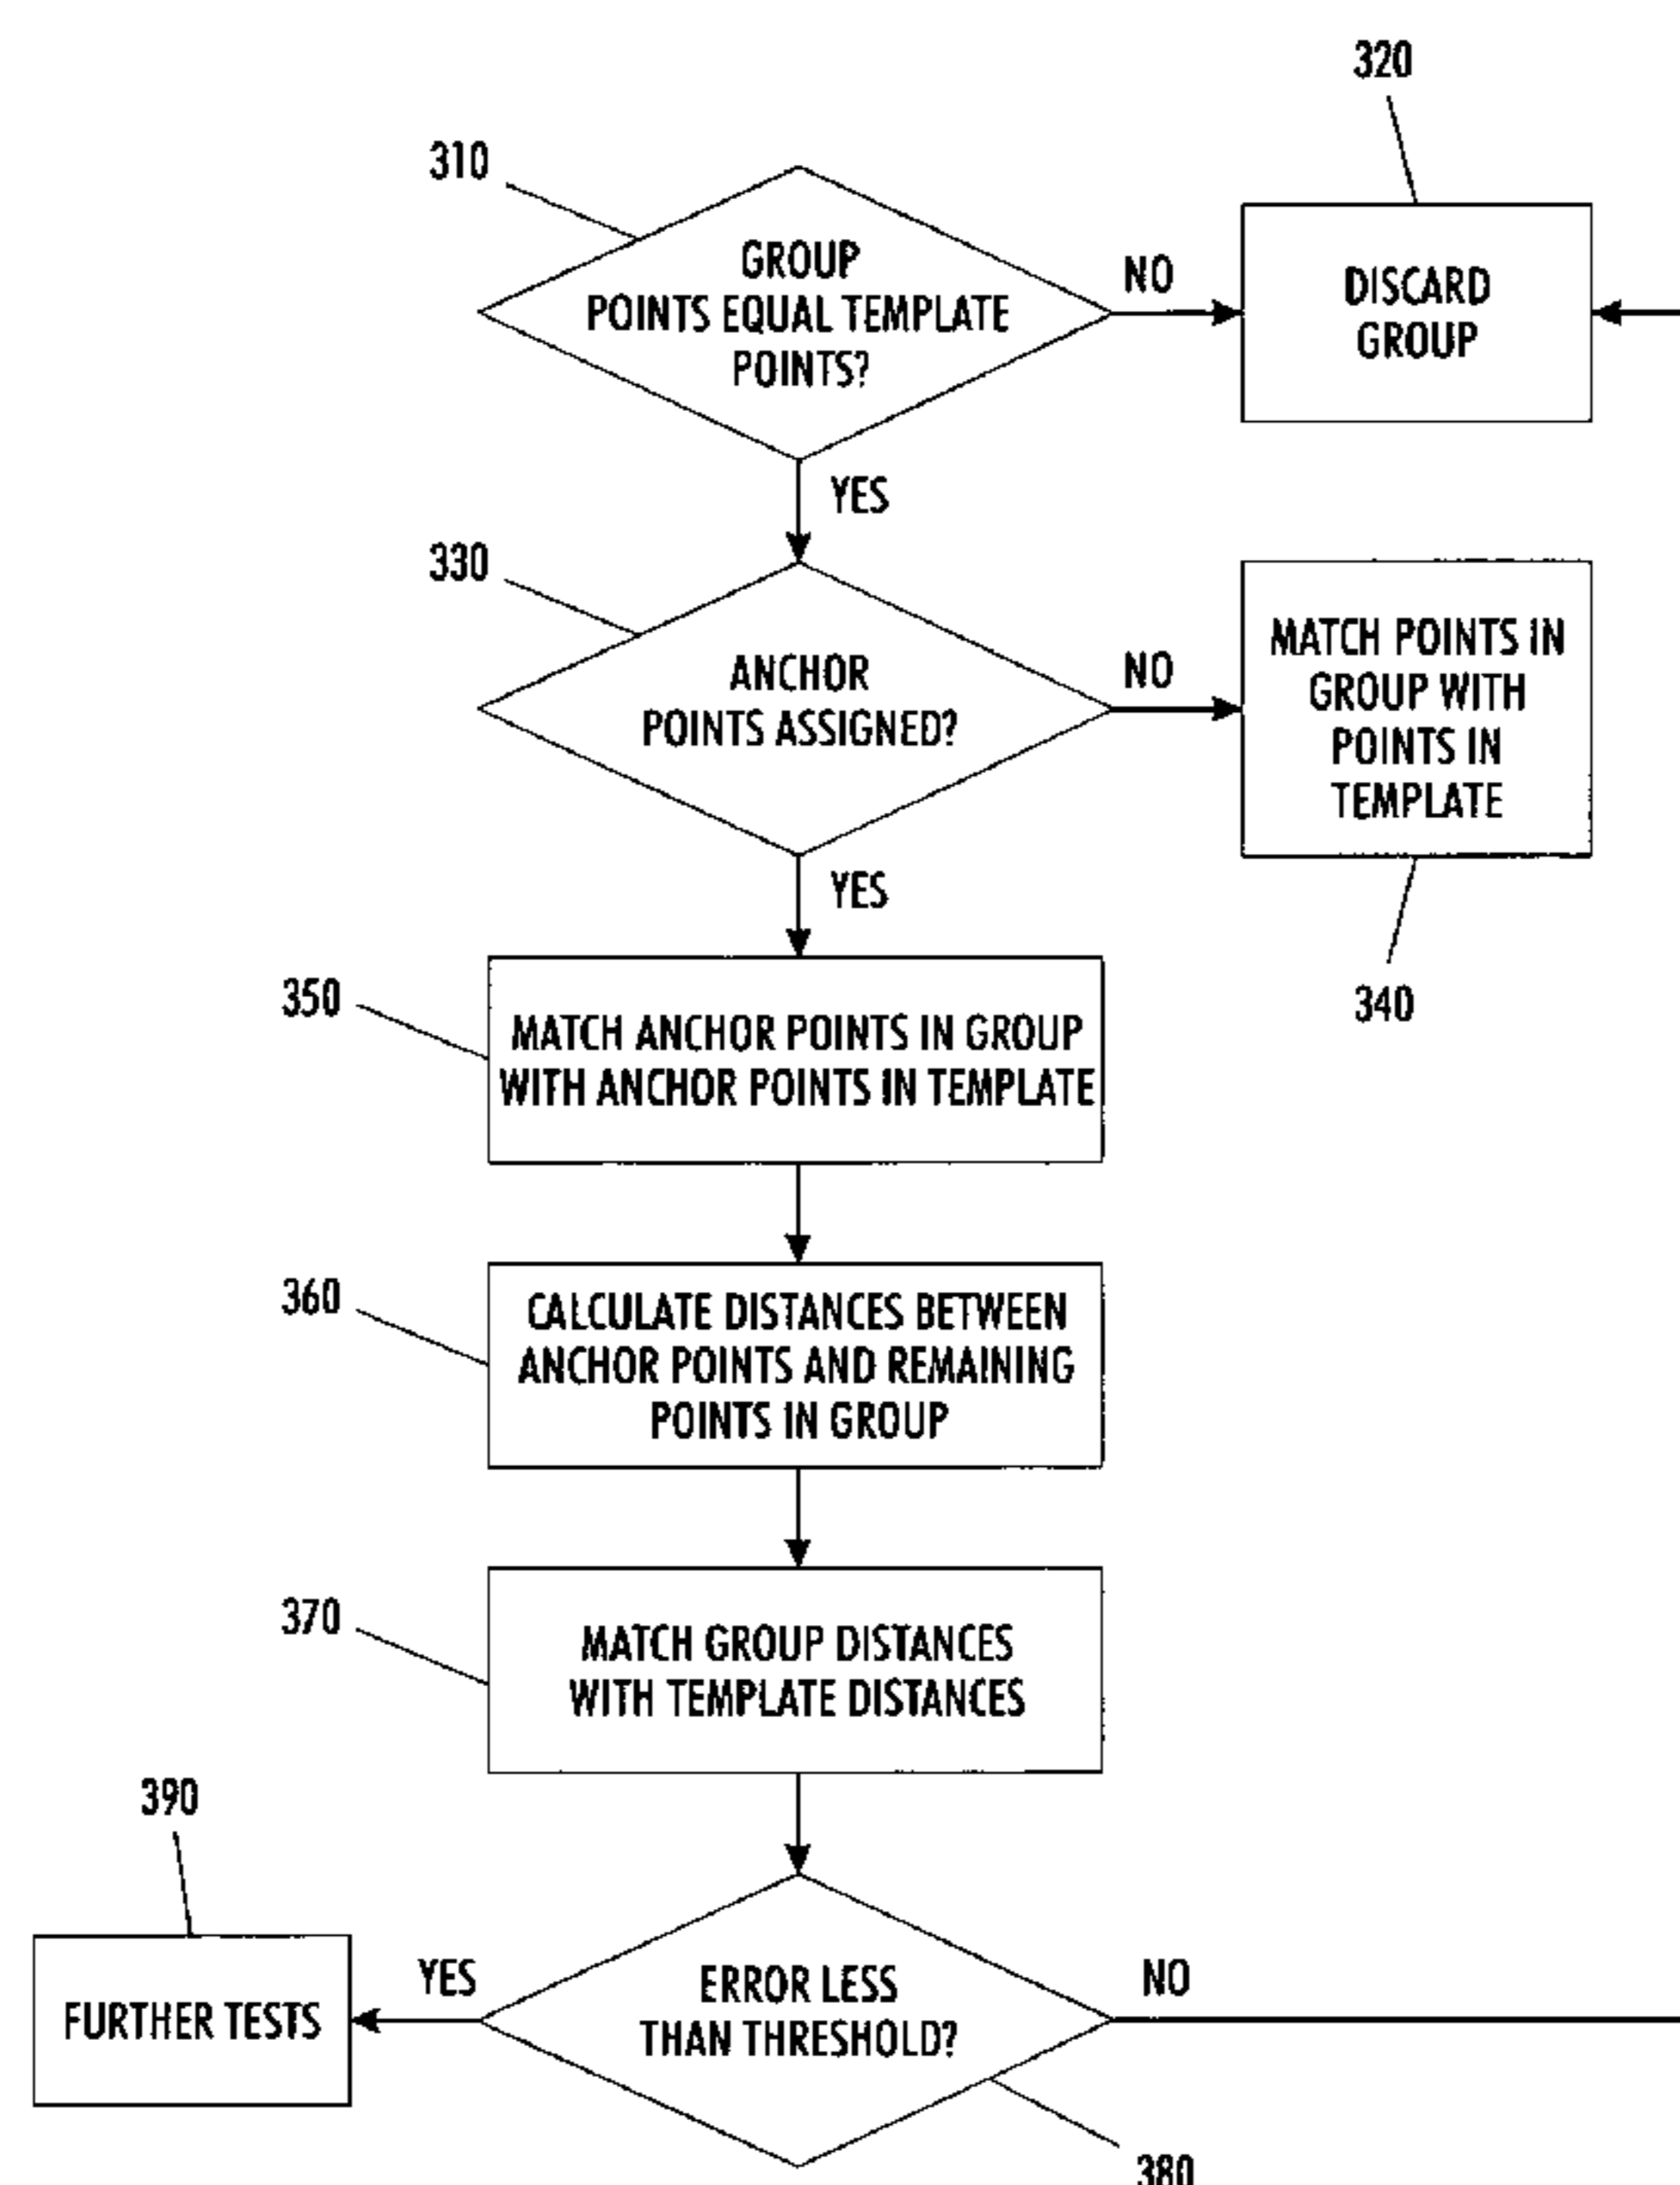 320
310
GROUP
POINTS EQUAL TEMPLATE
POINTS?
NO
DISCARD
GROUP
YES
330
ANCHOR
POINTS ASSIGNED?
NO
MATCH POINTS IN
GROUP WITH
POINTS IN
TEMPLATE
340
YES
350
MATCH ANCHOR POINTS IN GROUP
WITH ANCHOR POINTS IN TEMPLATE
360
CALCULATE DISTANCES BETWEEN
ANCHOR POINTS AND REMAINING
POINTS IN GROUP
370
MATCH GROUP DISTANCES
WITH TEMPLATE DISTANCES
390
FURTHER TESTS
YES
ERROR LESS
THAN THRESHOLD?
NO
380